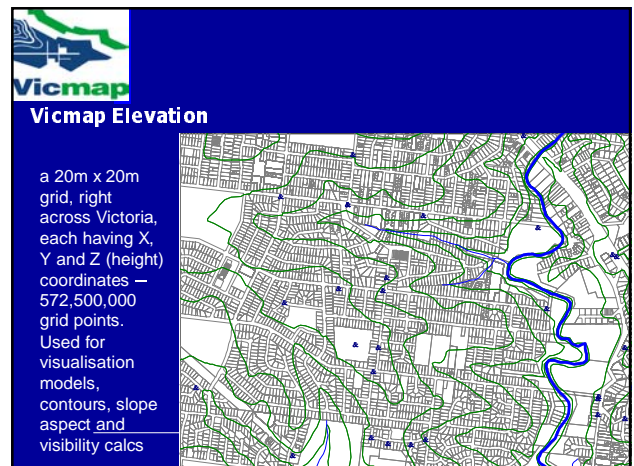 Vicmap
Vicmap Elevation
a 20m x 20m
grid, right
across Victoria,
each having X,
Y and Z (height)
coordinates –
572,500,000
grid points.
Used for
visualisation
models,
contours, slope
aspect and
visibility calcs